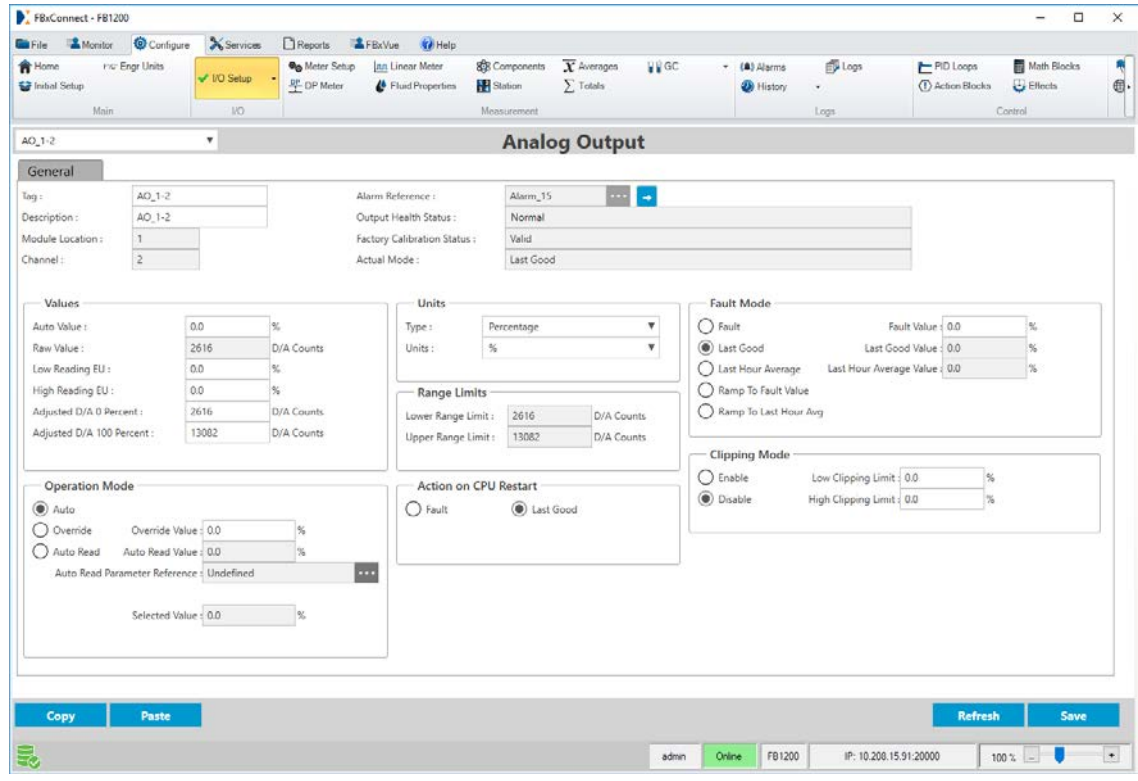 FBxConnect - FB1200
File Monitor Configure Services Reports FBxVue Help
Home Engr Units I/O Setup Meter Setup Linear Meter Components Averages GC Alarms Logs PID Loops Math Blocks
Initial Setup DP Meter Fluid Properties Station Totals History Action Blocks Effects
Main I/O Measurement Logs Control
AO_1-2 Analog Output
General
Tag : AO_1-2 Alarm Reference : Alarm_15
Description : AO_1-2 Output Health Status : Normal
Module Location : 1 Factory Calibration Status : Valid
Channel : 2 Actual Mode : Last Good
Values
Auto Value : 0.0 %
Raw Value : 2616 D/A Counts
Low Reading EU : 0.0 %
High Reading EU : 0.0 %
Adjusted D/A 0 Percent : 2616 D/A Counts
Adjusted D/A 100 Percent : 13082 D/A Counts
Units
Type : Percentage
Units : %
Range Limits
Lower Range Limit : 2616 D/A Counts
Upper Range Limit : 13082 D/A Counts
Fault Mode
Fault Fault Value : 0.0 %
Last Good Last Good Value : 0.0 %
Last Hour Average Last Hour Average Value : 0.0 %
Ramp To Fault Value
Ramp To Last Hour Avg
Clipping Mode
Enable Low Clipping Limit : 0.0 %
Disable High Clipping Limit : 0.0 %
Operation Mode
Auto
Override Override Value : 0.0 %
Auto Read Auto Read Value : 0.0 %
Auto Read Parameter Reference : Undefined
Selected Value : 0.0 %
Action on CPU Restart
Fault Last Good
Copy Paste Refresh Save
admin Online FB1200 IP: 10.208.15.91:20000 100 % - +